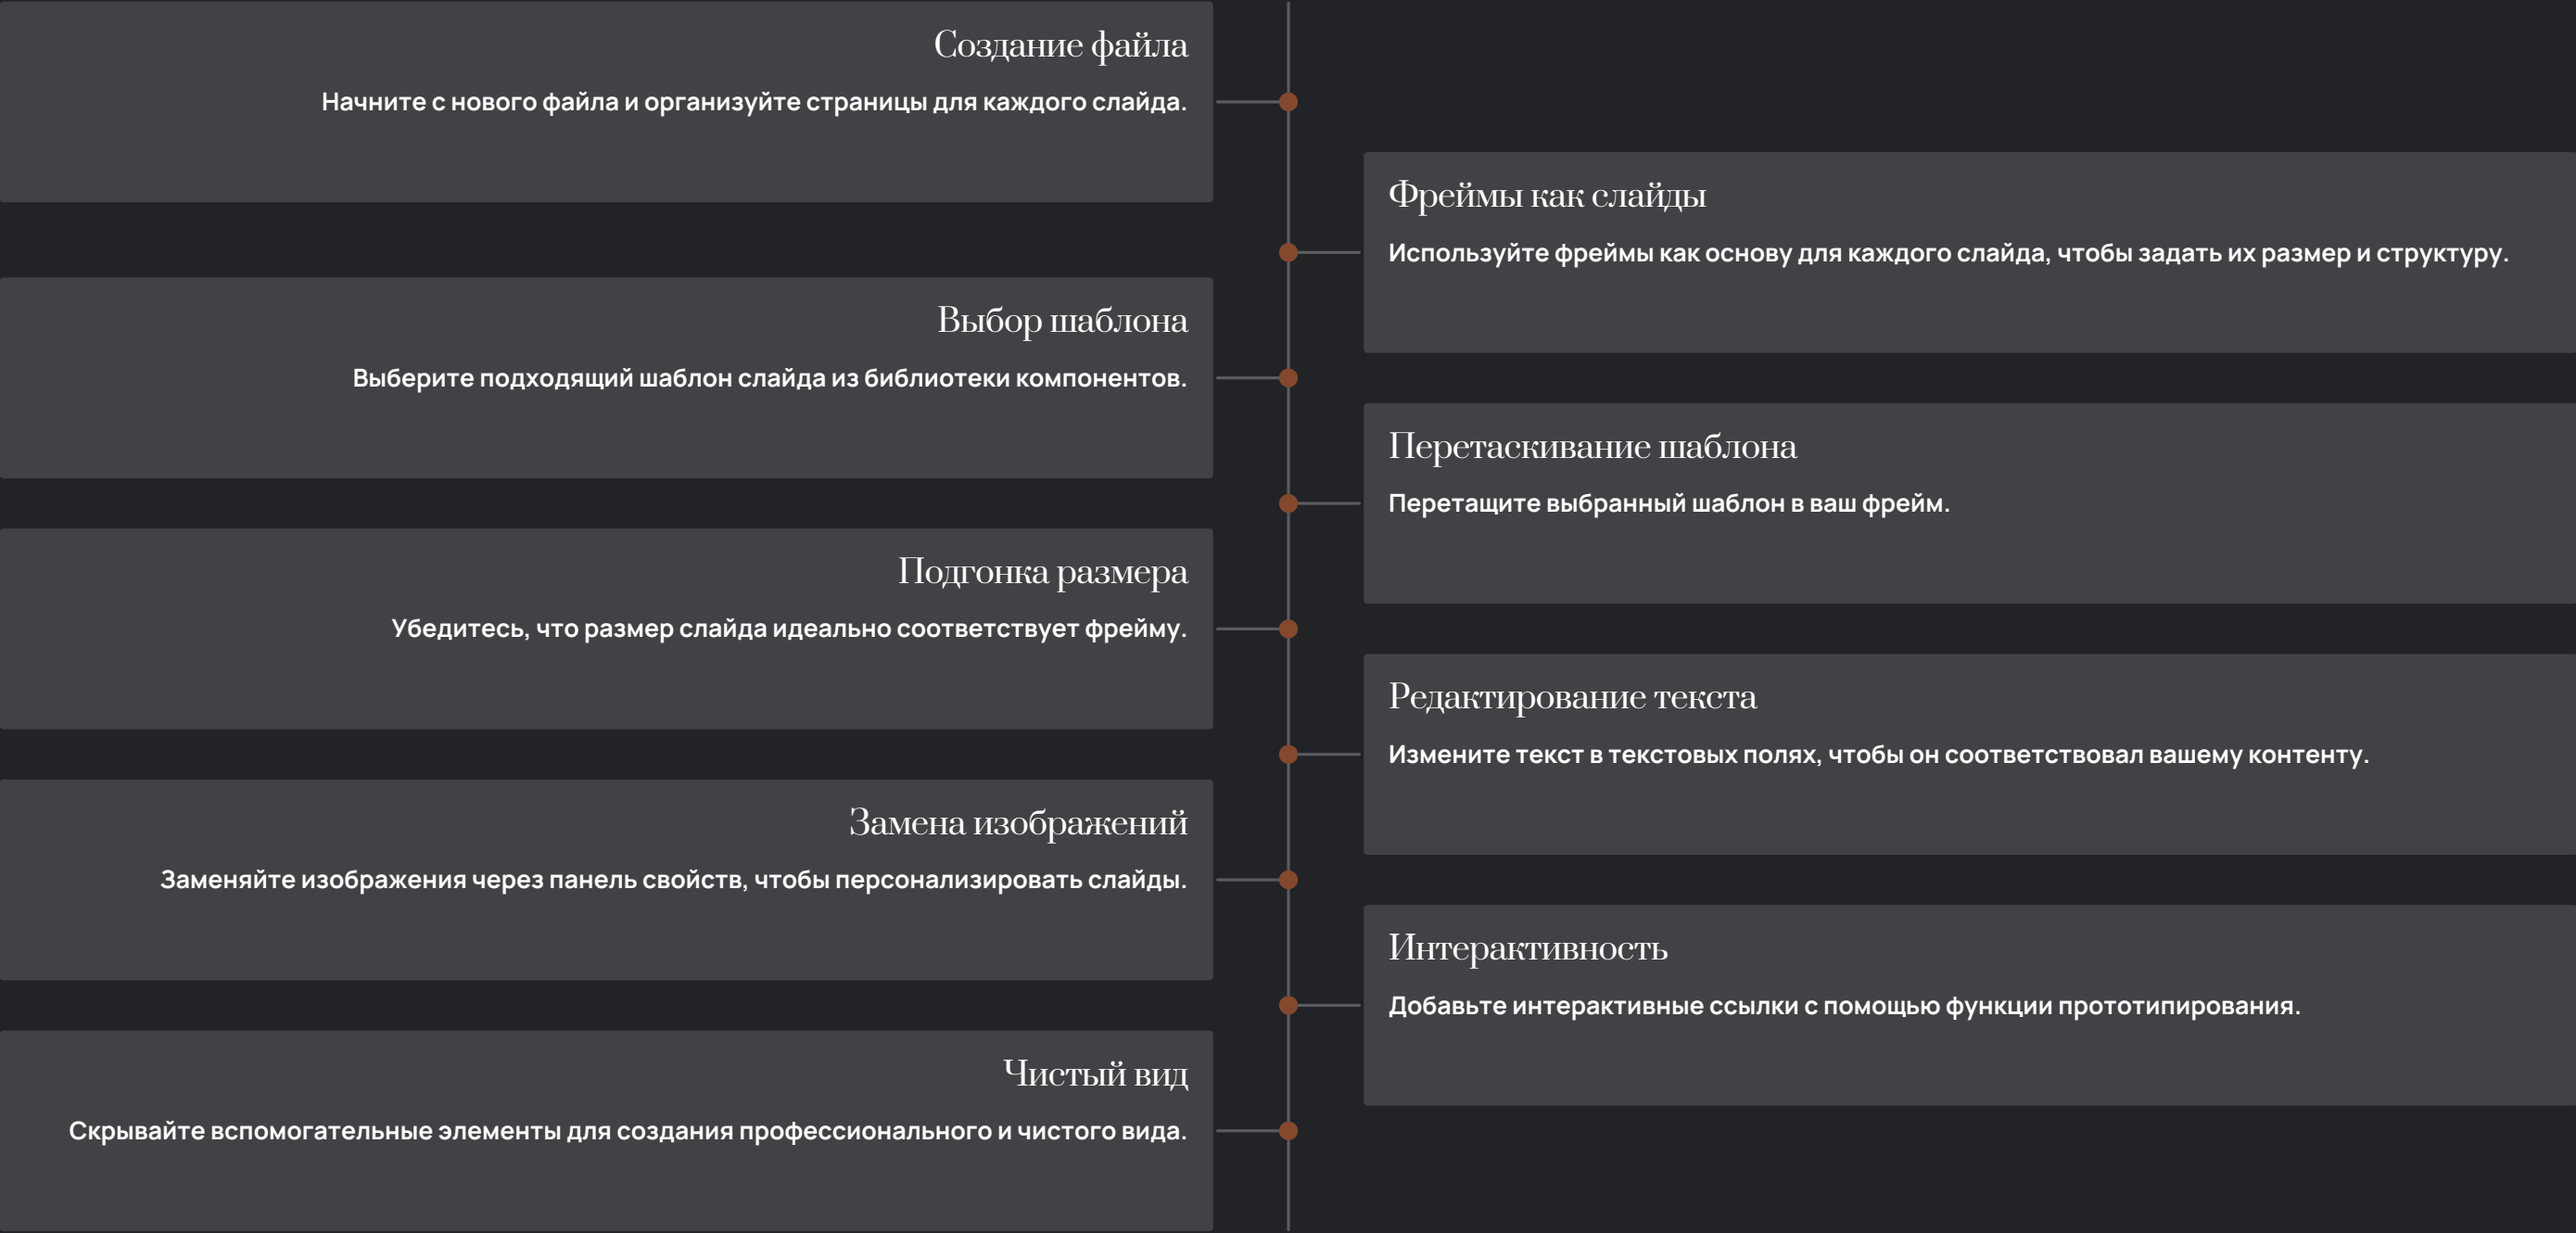 Создание файла
Начните с нового файла и организуйте страницы для каждого слайда.
Фреймы как слайды
Используйте фреймы как основу для каждого слайда, чтобы задать их размер и структуру.
Выбор шаблона
Выберите подходящий шаблон слайда из библиотеки компонентов.
Перетаскивание шаблона
Перетащите выбранный шаблон в ваш фрейм.
Подгонка размера
Убедитесь, что размер слайда идеально соответствует фрейму.
Редактирование текста
Измените текст в текстовых полях, чтобы он соответствовал вашему контенту.
Замена изображений
Заменяйте изображения через панель свойств, чтобы персонализировать слайды.
Интерактивность
Добавьте интерактивные ссылки с помощью функции прототипирования.
Чистый вид
Скрывайте вспомогательные элементы для создания профессионального и чистого вида.